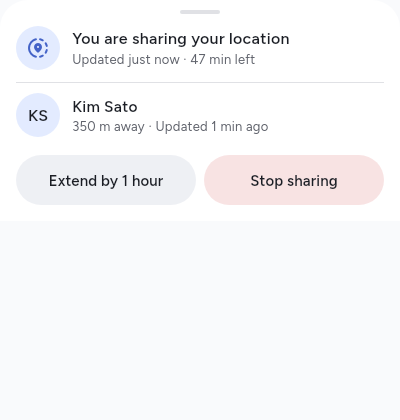 You are sharing your location
Updated just now · 47 min left
KS
Kim Sato
350 m away · Updated 1 min ago
Extend by 1 hour
Stop sharing